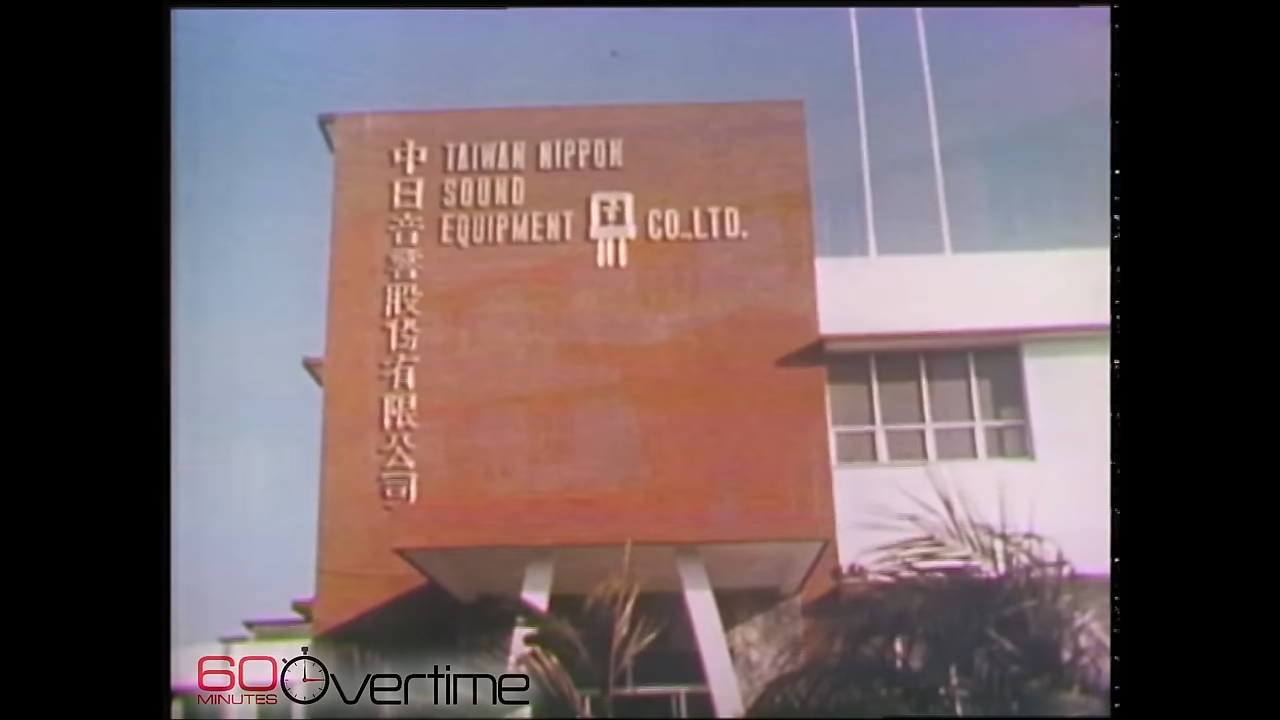 中日音響股份有限公司
TAIWAN NIPPON
SOUND
EQUIPMENT CO.,LTD.
60 Overtime
MINUTES